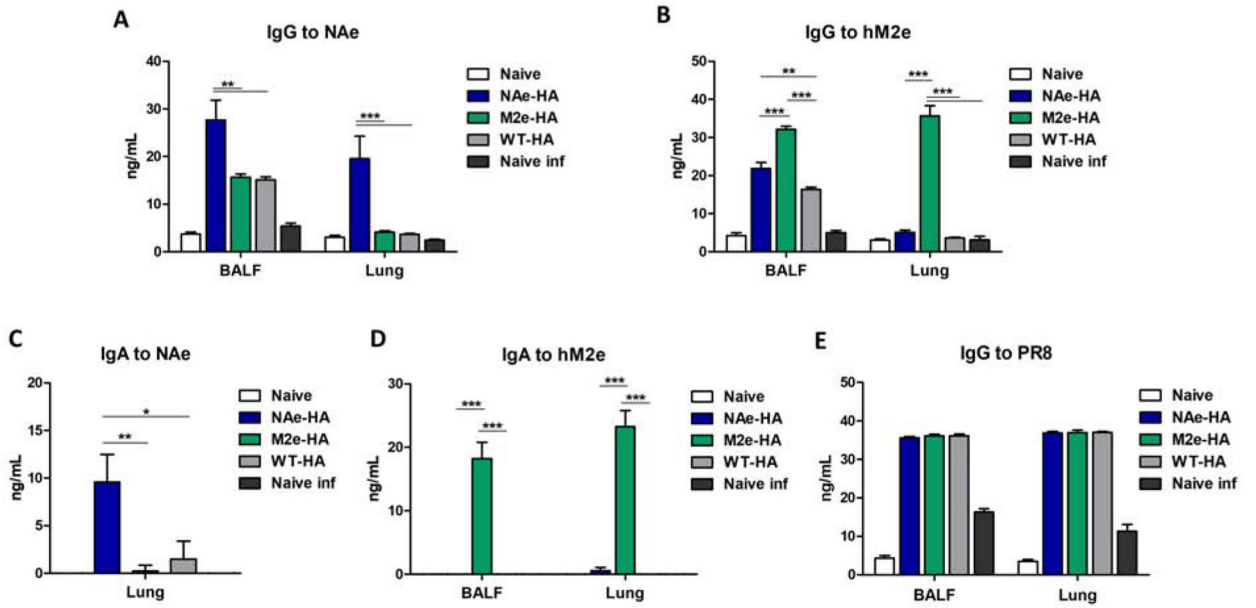 A
IgG to NAe
ng/mL
40
30
20
10
0
**
***
BALF
Lung
Naive
NAe-HA
M2e-HA
WT-HA
Naive inf
B
IgG to hM2e
ng/mL
50
40
30
20
10
0
**
***
***
***
***
BALF
Lung
Naive
NAe-HA
M2e-HA
WT-HA
Naive inf
C
IgA to NAe
ng/mL
20
15
10
5
0
*
**
Lung
Naive
NAe-HA
M2e-HA
WT-HA
Naive inf
D
IgA to hM2e
ng/mL
30
20
10
0
***
***
***
***
BALF
Lung
Naive
NAe-HA
M2e-HA
WT-HA
Naive inf
E
IgG to PR8
ng/mL
50
40
30
20
10
0
BALF
Lung
Naive
NAe-HA
M2e-HA
WT-HA
Naive inf